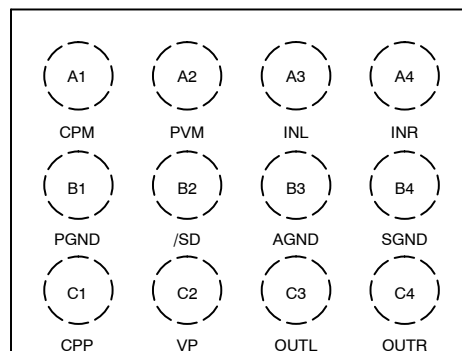 A1 A2 A3 A4
CPM PVM INL INR
B1 B2 B3 B4
PGND /SD AGND SGND
C1 C2 C3 C4
CPP VP OUTL OUTR